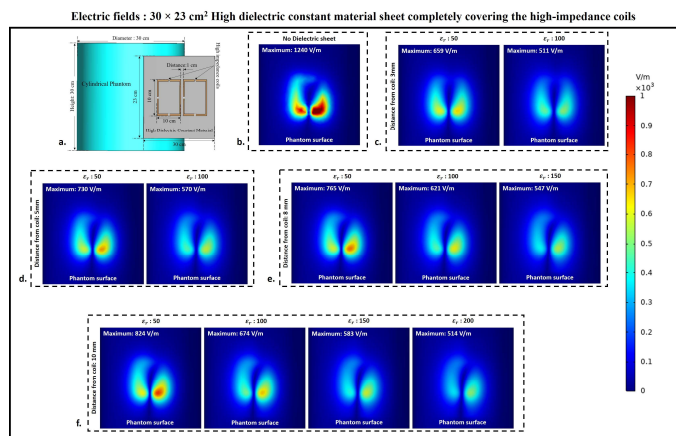 Electric fields : 30 × 23 cm² High dielectric constant material sheet completely covering the high-impedance coils
Diameter : 30 cm
Height: 30 cm
Cylindrical Phantom
23 cm
Distance 1 cm
10 cm
10 cm
High Dielectric Constant Material
30 cm
High impedance coils
a.
No Dielectric sheet
Maximum: 1240 V/m
Phantom surface
b.
Distance from coil: 3mm
εr : 50
Maximum: 659 V/m
Phantom surface
εr : 100
Maximum: 511 V/m
Phantom surface
c.
Distance from coil: 5mm
εr : 50
Maximum: 730 V/m
Phantom surface
εr : 100
Maximum: 570 V/m
Phantom surface
d.
Distance from coil: 8 mm
εr : 50
Maximum: 765 V/m
Phantom surface
εr : 100
Maximum: 621 V/m
Phantom surface
εr : 150
Maximum: 547 V/m
Phantom surface
e.
Distance from coil: 10 mm
εr : 50
Maximum: 824 V/m
Phantom surface
εr : 100
Maximum: 674 V/m
Phantom surface
εr : 150
Maximum: 583 V/m
Phantom surface
εr : 200
Maximum: 514 V/m
Phantom surface
f.
V/m
×10³
1
0.9
0.8
0.7
0.6
0.5
0.4
0.3
0.2
0.1
0